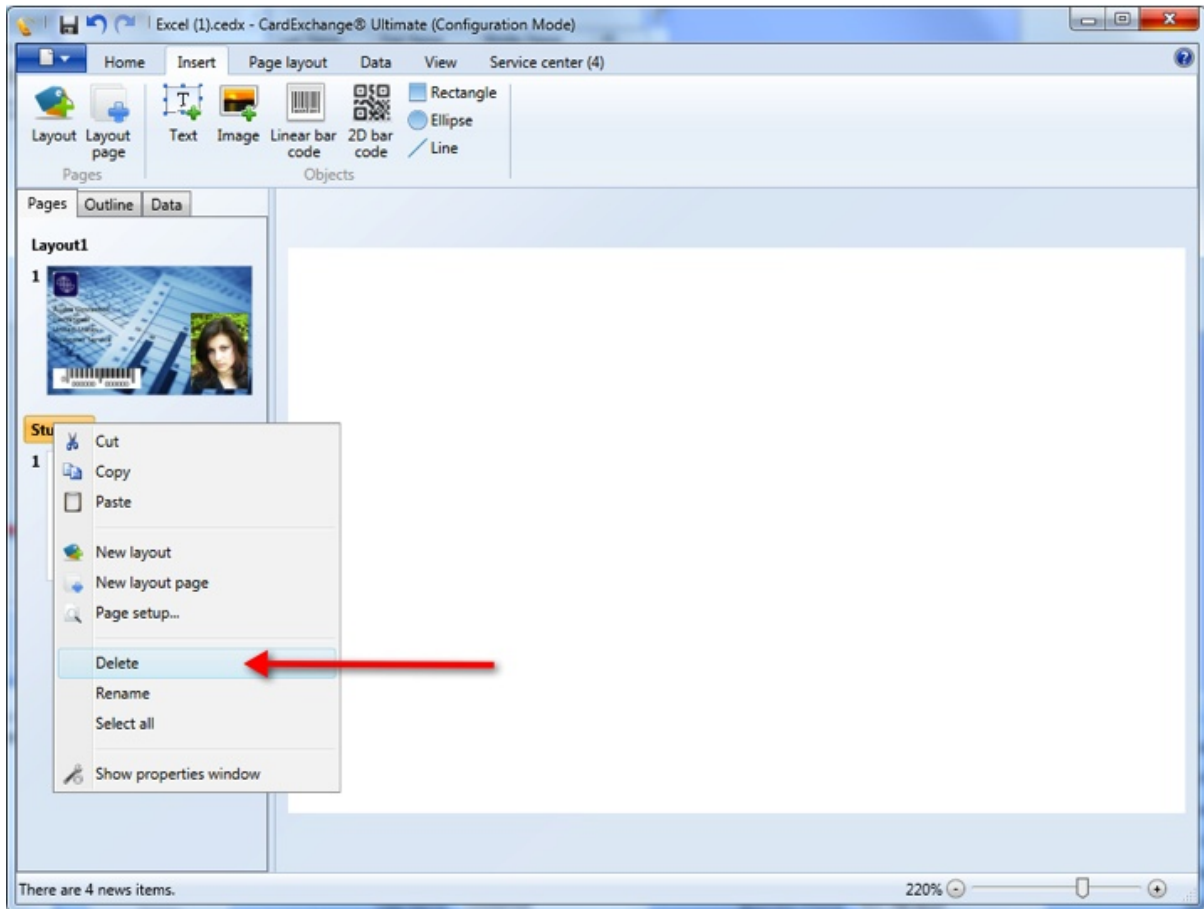 Excel (1).cedx - CardExchange® Ultimate (Configuration Mode)
Home Insert Page layout Data View Service center (4)
Layout Layout page
Text Image Linear bar code 2D bar code
Rectangle
Ellipse
Line
Pages Objects
Pages Outline Data
Layout1
1
Stu
1
Cut
Copy
Paste
New layout
New layout page
Page setup...
Delete
Rename
Select all
Show properties window
There are 4 news items. 220%